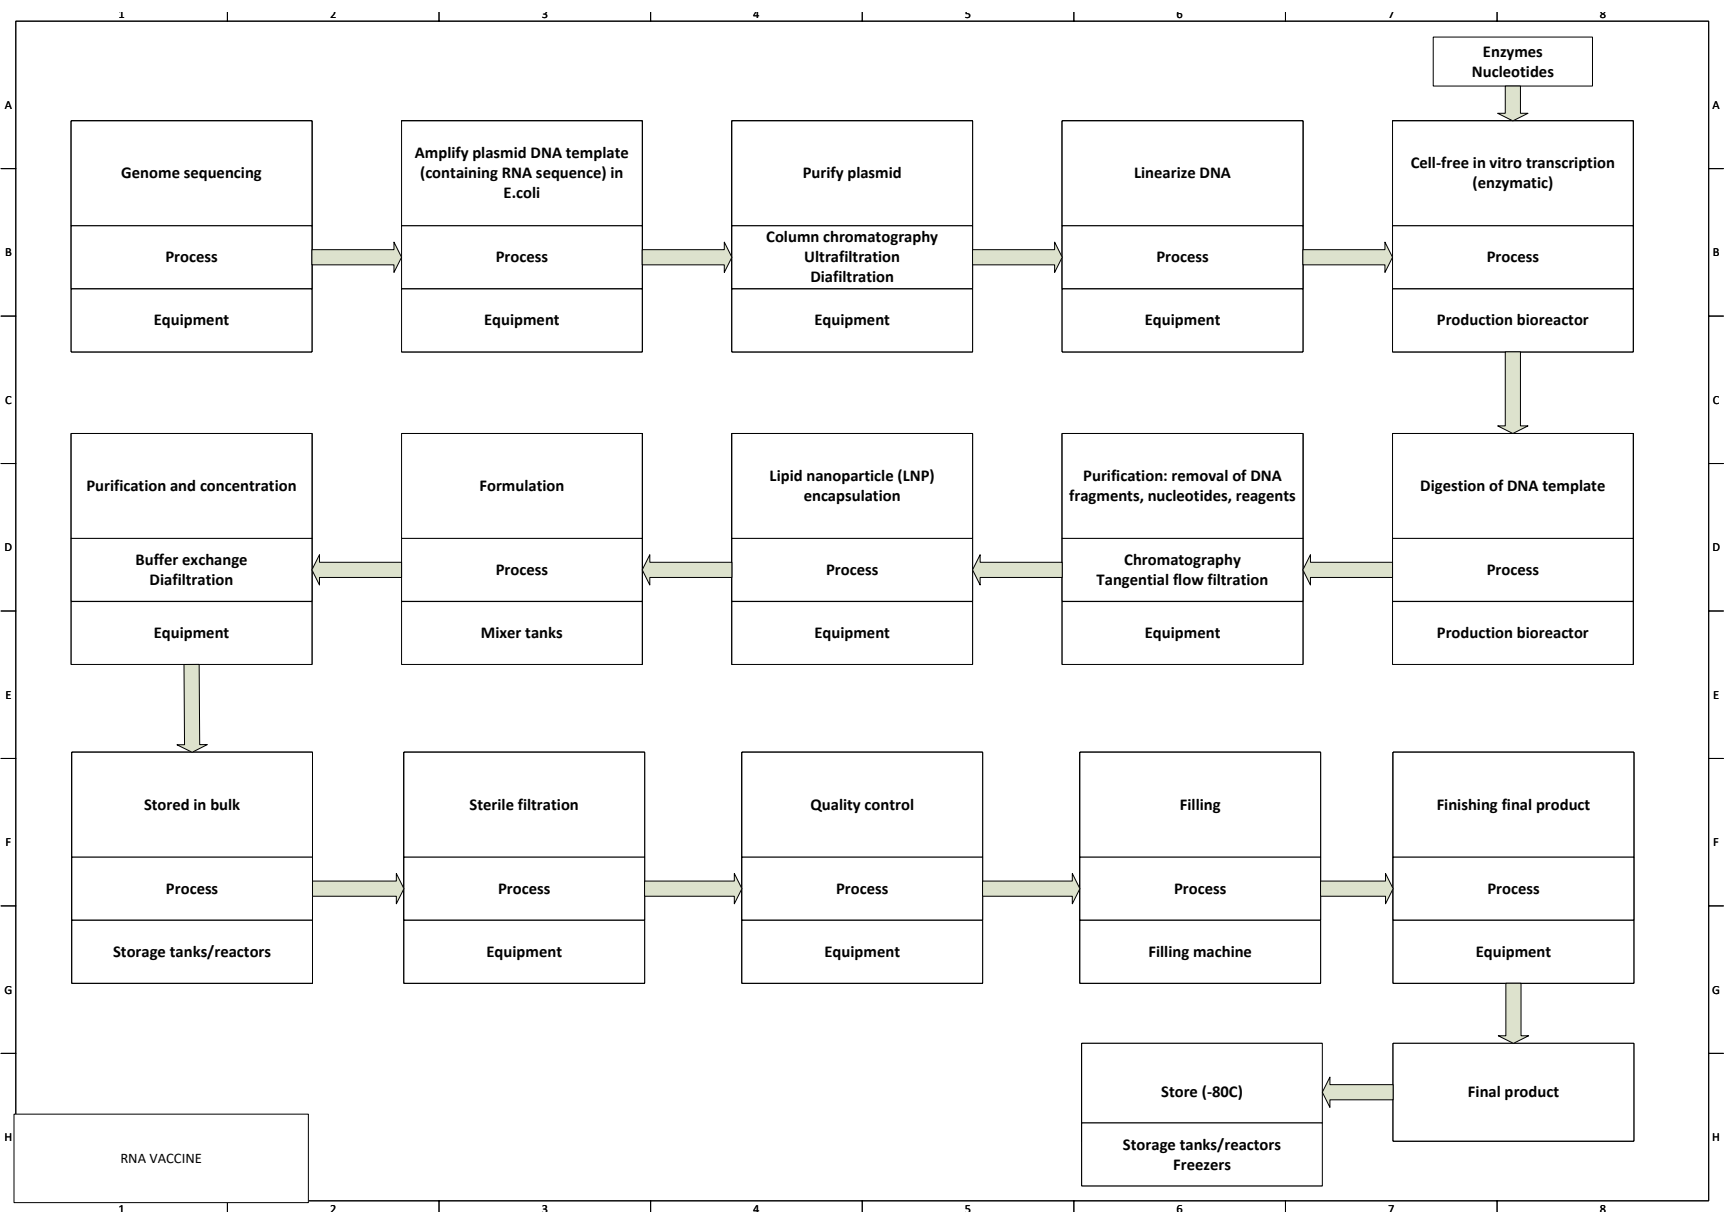 1 2 3 4 5 6 7 8
Enzymes
Nucleotides
A A
Genome sequencing
Process
Equipment
Amplify plasmid DNA template
(containing RNA sequence) in
E.coli
Process
Equipment
Purify plasmid
Column chromatography
Ultrafiltration
Diafiltration
Equipment
Linearize DNA
Process
Equipment
Cell-free in vitro transcription
(enzymatic)
Process
Production bioreactor
B B
C C
Purification and concentration
Buffer exchange
Diafiltration
Equipment
Formulation
Process
Mixer tanks
Lipid nanoparticle (LNP)
encapsulation
Process
Equipment
Purification: removal of DNA
fragments, nucleotides, reagents
Chromatography
Tangential flow filtration
Equipment
Digestion of DNA template
Process
Production bioreactor
D D
E E
Stored in bulk
Process
Storage tanks/reactors
Sterile filtration
Process
Equipment
Quality control
Process
Equipment
Filling
Process
Filling machine
Finishing final product
Process
Equipment
F F
G G
Store (-80C)
Storage tanks/reactors
Freezers
Final product
H H
RNA VACCINE
1 2 3 4 5 6 7 8